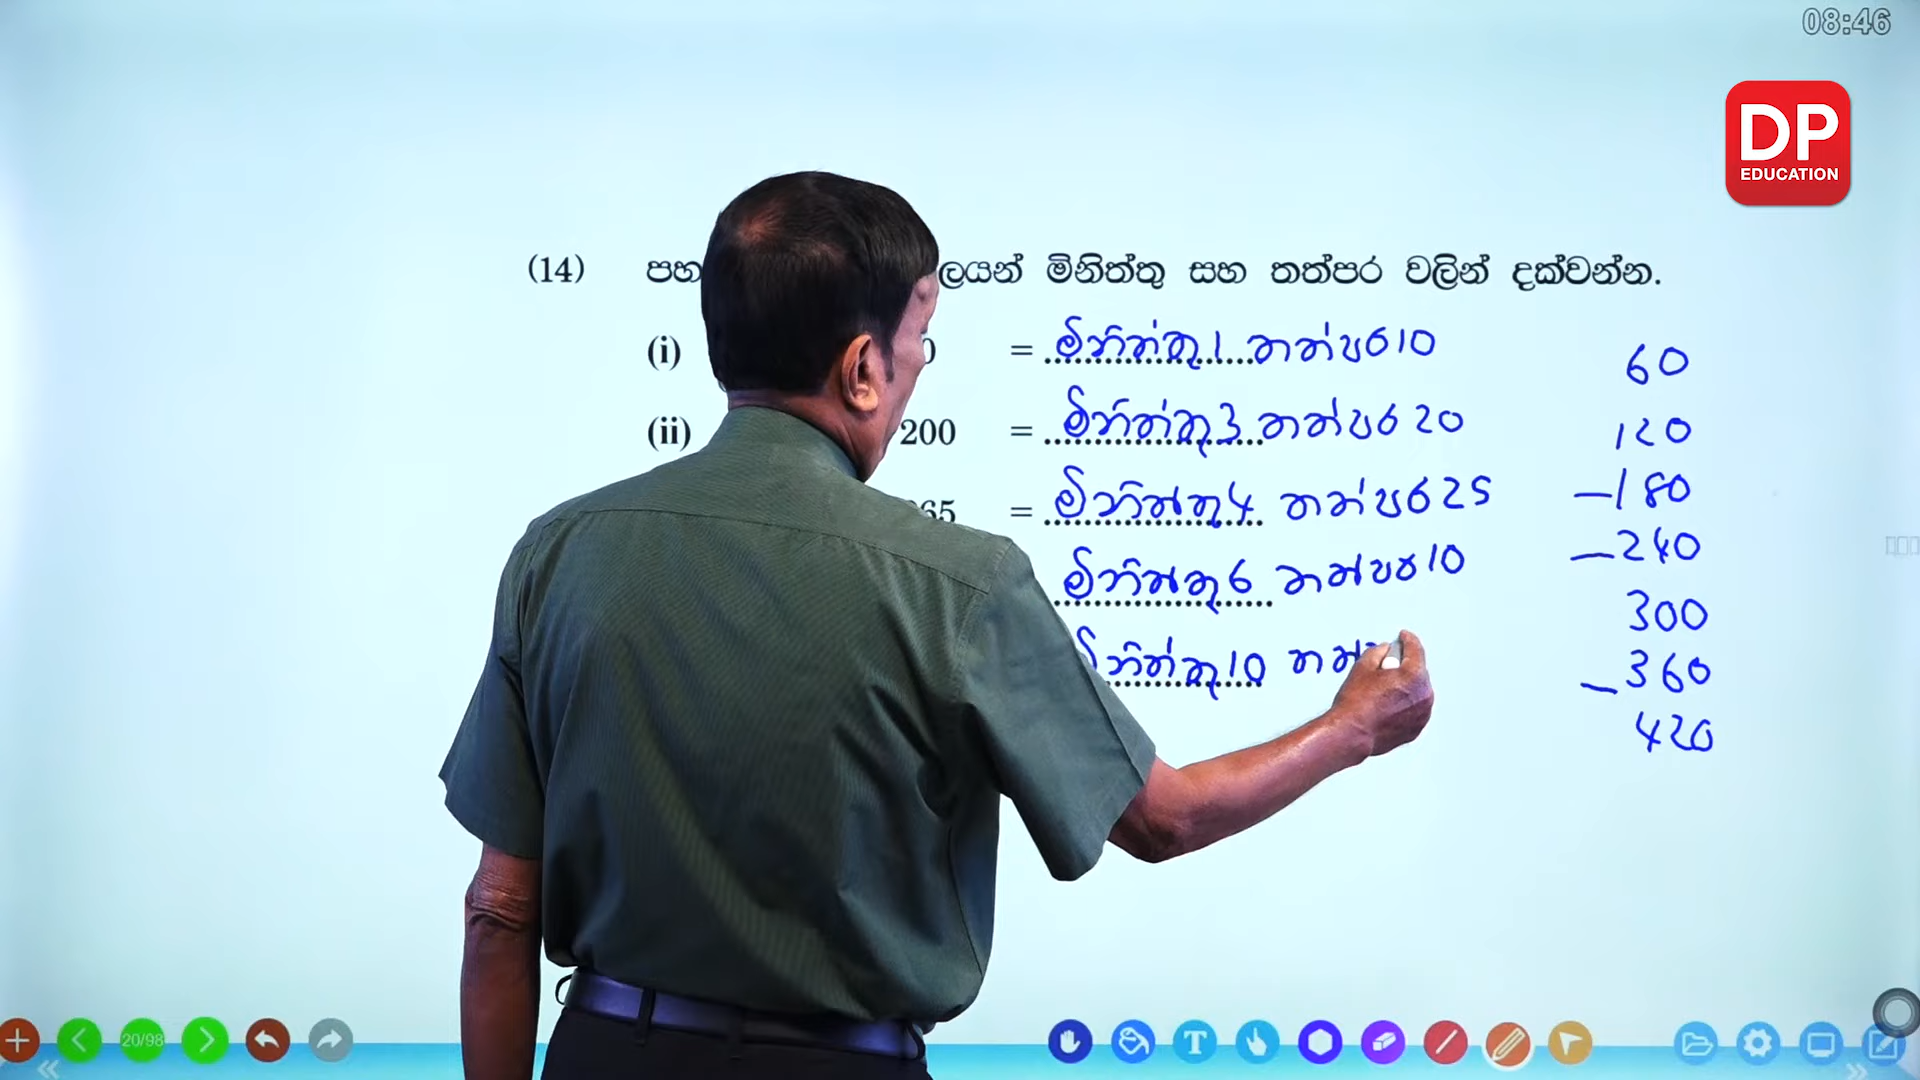 08:46
DP
EDUCATION
(14) ලයන් මිනිත්තු සහ තත්පර වලින් දක්වන්න.
(i) = මිනිත්තු 1 තත්පර 10
(ii) 200 = මිනිත්තු 3 තත්පර 20
= මිනිත්තු 4 තත්පර 25
මිනිත්තු 6 තත්පර 10
මිනිත්තු 10
60
120
180
240
300
360
420
20/98
T